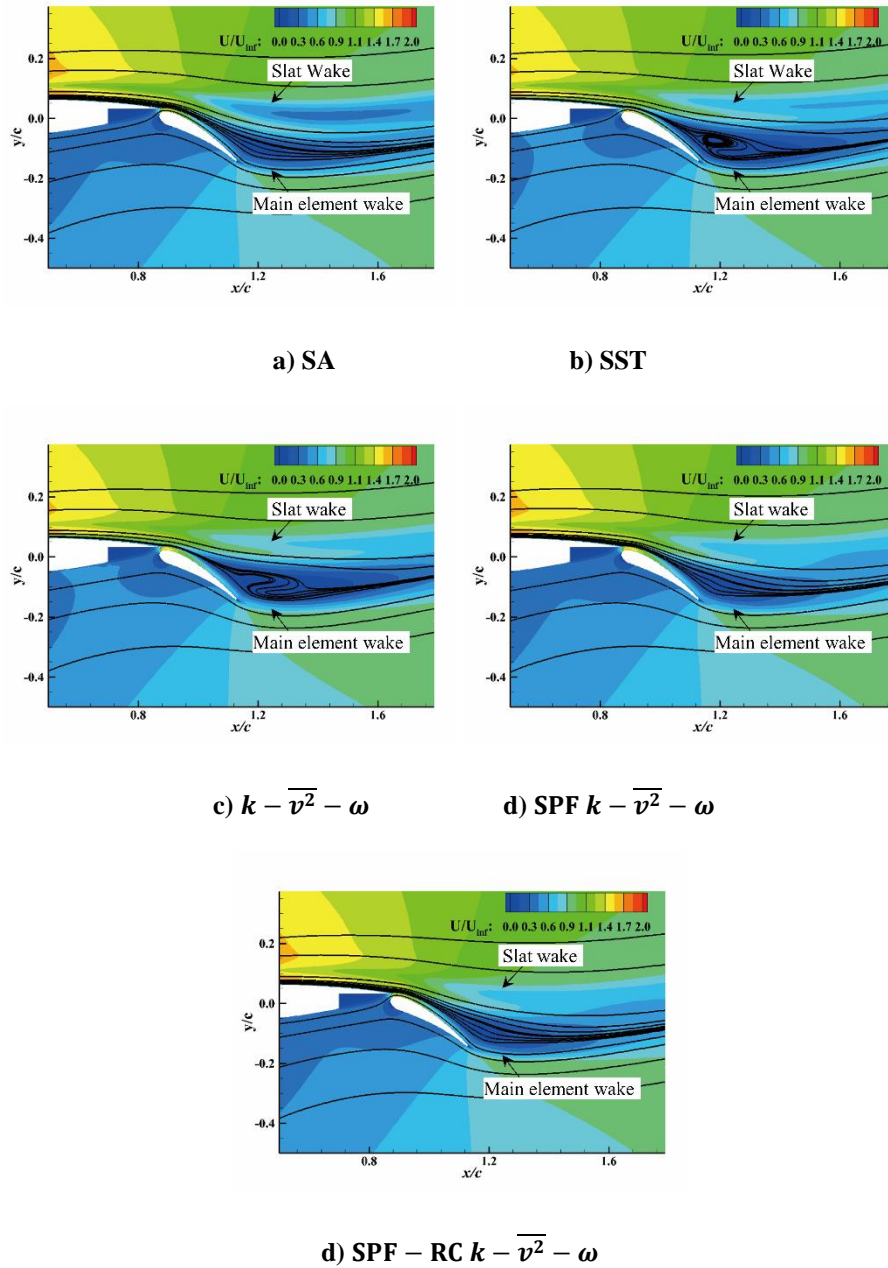 U/U_inf: 0.0 0.3 0.6 0.9 1.1 1.4 1.7 2.0
Slat Wake
Main element wake
y/c
0.2
0.0
-0.2
-0.4
0.8 1.2 1.6
x/c
a) SA
U/U_inf: 0.0 0.3 0.6 0.9 1.1 1.4 1.7 2.0
Slat Wake
Main element wake
y/c
0.2
0.0
-0.2
-0.4
0.8 1.2 1.6
x/c
b) SST
U/U_inf: 0.0 0.3 0.6 0.9 1.1 1.4 1.7 2.0
Slat wake
Main element wake
y/c
0.2
0.0
-0.2
-0.4
0.8 1.2 1.6
x/c
c) k − v̅²̅ − ω
U/U_inf: 0.0 0.3 0.6 0.9 1.1 1.4 1.7 2.0
Slat wake
Main element wake
y/c
0.2
0.0
-0.2
-0.4
0.8 1.2 1.6
x/c
d) SPF k − v̅²̅ − ω
U/U_inf: 0.0 0.3 0.6 0.9 1.1 1.4 1.7 2.0
Slat wake
Main element wake
y/c
0.2
0.0
-0.2
-0.4
0.8 1.2 1.6
x/c
d) SPF − RC k − v̅²̅ − ω